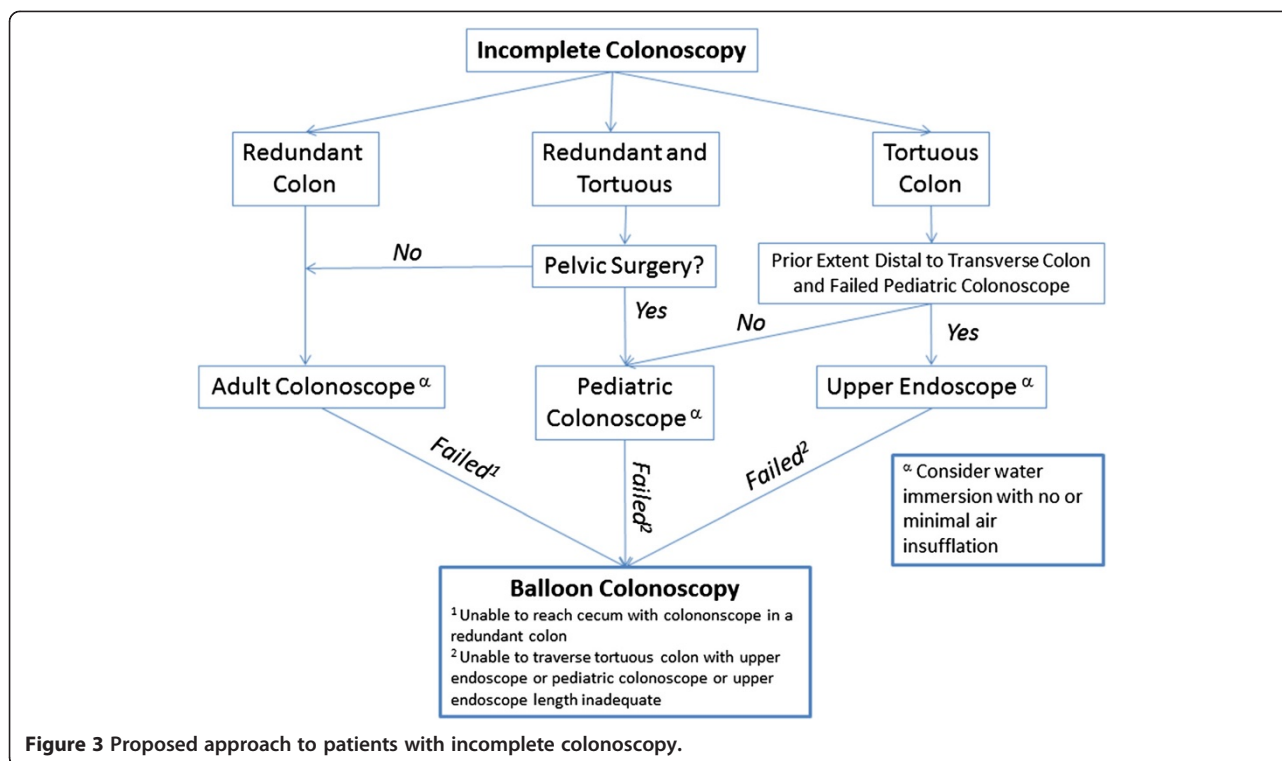 Incomplete Colonoscopy
Redundant
Colon
Redundant and
Tortuous
Tortuous
Colon
No
Pelvic Surgery?
Prior Extent Distal to Transverse Colon
and Failed Pediatric Colonoscope
Yes
No
Yes
Adult Colonoscope α
Pediatric
Colonoscope α
Upper Endoscope α
Failed1
Failed2
Failed2
α Consider water
immersion with no or
minimal air
insufflation
Balloon Colonoscopy
1 Unable to reach cecum with colononscope in a
redundant colon
2 Unable to traverse tortuous colon with upper
endoscope or pediatric colonoscope or upper
endoscope length inadequate
Figure 3 Proposed approach to patients with incomplete colonoscopy.